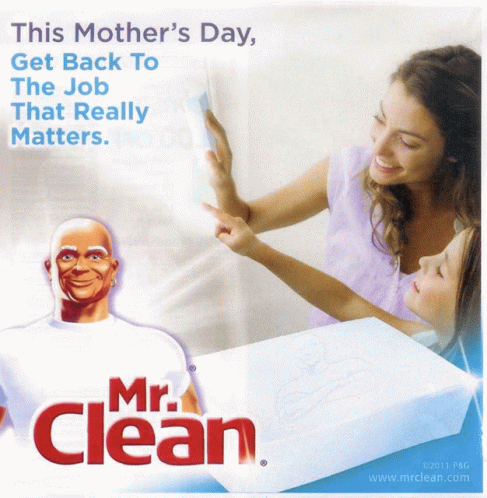 This Mother's Day,
Get Back To
The Job
That Really
Matters.
Mr.
Clean®
©2011 P&G
www.mrclean.com